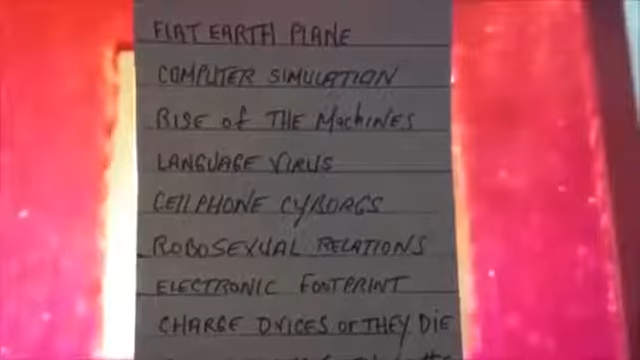 FLAT EARTH PLANE
COMPUTER SIMULATION
RISE of THE MACHINES
LANGUAGE VIRUS
CELLPHONE CYBORGS
ROBOSEXUAL RELATIONS
ELECTRONIC FOOTPRINT
CHARGE DVICES or THEY DIE